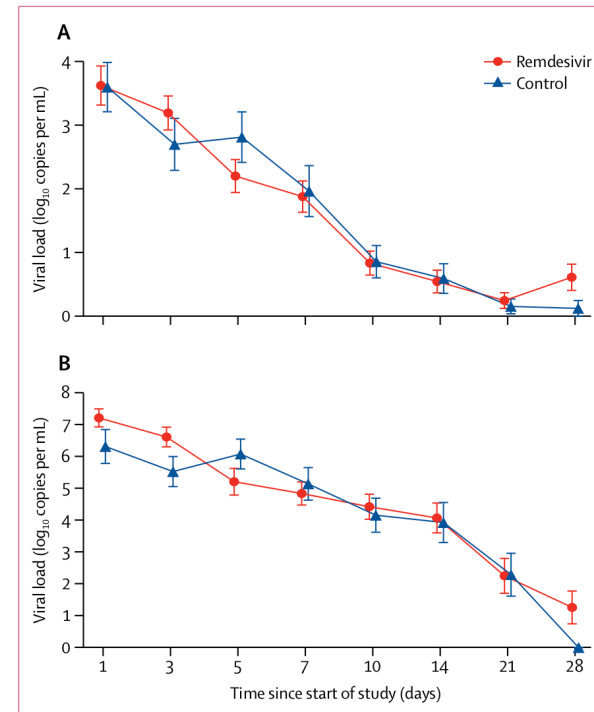 A
Remdesivir
Control
4
3
2
1
0
Viral load (log₁₀ copies per mL)
B
8
7
6
5
4
3
2
1
0
Viral load (log₁₀ copies per mL)
1 3 5 7 10 14 21 28
Time since start of study (days)